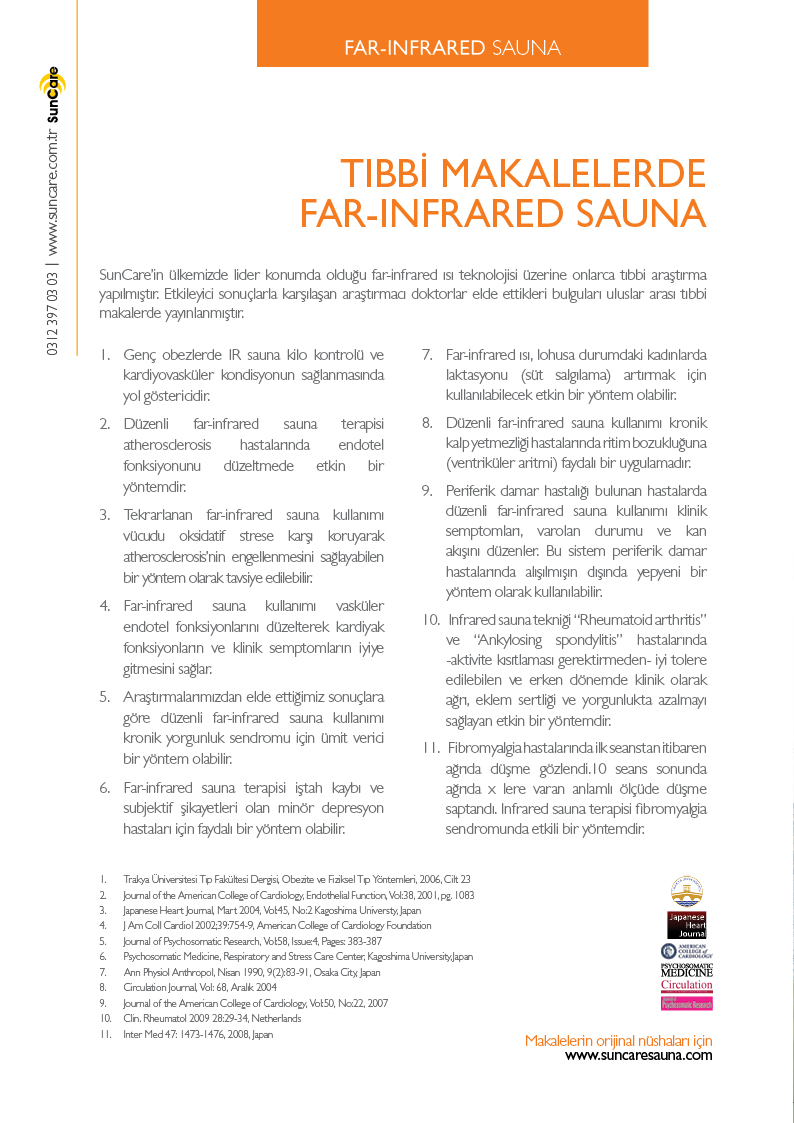 FAR-INFRARED SAUNA
0312 397 03 03 | www.suncare.com.tr SunCare
TIBBİ MAKALELERDE
FAR-INFRARED SAUNA
SunCare'in ülkemizde lider konumda olduğu far-infrared ısı teknolojisi üzerine onlarca tıbbi araştırma
yapılmıştır. Etkileyici sonuçlarla karşılaşan araştırmacı doktorlar elde ettikleri bulguları uluslar arası tıbbi
makalerde yayınlanmıştır.
1. Genç obezlerde IR sauna kilo kontrolü ve
kardiyovasküler kondisyonun sağlanmasında
yol göstericidir.
2. Düzenli far-infrared sauna terapisi
atherosclerosis hastalarında endotel
fonksiyonunu düzeltmede etkin bir
yöntemdir.
3. Tekrarlanan far-infrared sauna kullanımı
vücudu oksidatif strese karşı koruyarak
atherosclerosis'nin engellenmesini sağlayabilen
bir yöntem olarak tavsiye edilebilir.
4. Far-infrared sauna kullanımı vasküler
endotel fonksiyonlarını düzelterek kardiyak
fonksiyonların ve klinik semptomların iyiye
gitmesini sağlar.
5. Araştırmalarımızdan elde ettiğimiz sonuçlara
göre düzenli far-infrared sauna kullanımı
kronik yorgunluk sendromu için ümit verici
bir yöntem olabilir.
6. Far-infrared sauna terapisi iştah kaybı ve
subjektif şikayetleri olan minör depresyon
hastaları için faydalı bir yöntem olabilir.
7. Far-infrared ısı, lohusa durumdaki kadınlarda
laktasyonu (süt salgılama) artırmak için
kullanılabilecek etkin bir yöntem olabilir.
8. Düzenli far-infrared sauna kullanımı kronik
kalp yetmezliği hastalarında ritim bozukluğuna
(ventriküler aritmi) faydalı bir uygulamadır.
9. Periferik damar hastalığı bulunan hastalarda
düzenli far-infrared sauna kullanımı klinik
semptomları, varolan durumu ve kan
akışını düzenler. Bu sistem periferik damar
hastalarında alışılmışın dışında yepyeni bir
yöntem olarak kullanılabilir.
10. Infrared sauna tekniği "Rheumatoid arthritis"
ve "Ankylosing spondylitis" hastalarında
-aktivite kısıtlaması gerektirmeden- iyi tolere
edilebilen ve erken dönemde klinik olarak
ağrı, eklem sertliği ve yorgunlukta azalmayı
sağlayan etkin bir yöntemdir.
11. Fibromyalgia hastalarında ilk seanstan itibaren
ağrıda düşme gözlendi.10 seans sonunda
ağrıda x lere varan anlamlı ölçüde düşme
saptandı. Infrared sauna terapisi fibromyalgia
sendromunda etkili bir yöntemdir.
1. Trakya Üniversitesi Tıp Fakültesi Dergisi, Obezite ve Fiziksel Tıp Yöntemleri, 2006, Cilt 23
2. Journal of the American College of Cardiology, Endothelial Function, Vol:38, 2001, pg. 1083
3. Japanese Heart Journal, Mart 2004, Vol:45, No:2 Kagoshima Universty, Japan
4. J Am Coll Cardiol 2002;39:754-9, American College of Cardiology Foundation
5. Journal of Psychosomatic Research, Vol:58, Issue:4, Pages: 383-387
6. Psychosomatic Medicine, Respiratory and Stress Care Center, Kagoshima University,Japan
7. Ann Physiol Anthropol, Nisan 1990, 9(2):83-91, Osaka City, Japan
8. Circulation Journal, Vol: 68, Aralık 2004
9. Journal of the American College of Cardiology, Vol:50, No:22, 2007
10. Clin. Rheumatol 2009 28:29-34, Netherlands
11. Inter Med 47: 1473-1476, 2008, Japan
Japanese
Heart
Journal
AMERICAN
COLLEGE of
CARDIOLOGY
PSYCHOSOMATIC
MEDICINE
Circulation
Psychosomatic Research
Makalelerin orijinal nüshaları için
www.suncaresauna.com